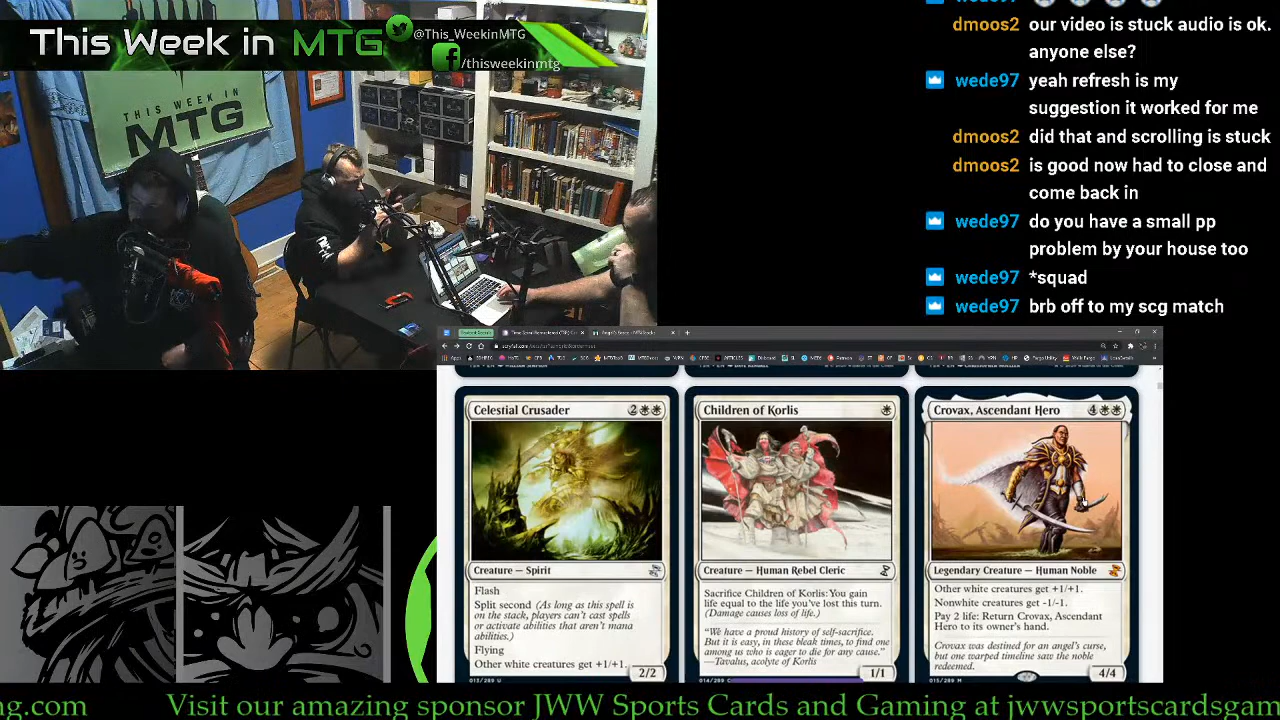 This Week in MTG
@This_WeekinMTG
/thisweekinmtg
THIS WEEK IN
MTG
wede97
dmoos2 our video is stuck audio is ok.
anyone else?
wede97 yeah refresh is my
suggestion it worked for me
dmoos2 did that and scrolling is stuck
dmoos2 is good now had to close and
come back in
wede97 do you have a small pp
problem by your house too
wede97 *squad
wede97 brb off to my scg match
Celestial Crusader 2
Creature — Spirit
Flash
Split second (As long as this spell is
on the stack, players can't cast spells
or activate abilities that aren't mana
abilities.)
Flying
Other white creatures get +1/+1.
2/2
013/289 U
Children of Korlis
Creature — Human Rebel Cleric
Sacrifice Children of Korlis: You gain
life equal to the life you've lost this turn.
(Damage causes loss of life.)
"We have a proud history of self-sacrifice.
But it is easy, in these bleak times, to find one
among us who is eager to die for any cause."
—Tavalus, acolyte of Korlis
1/1
014/289 C
Crovax, Ascendant Hero 4
Legendary Creature — Human Noble
Other white creatures get +1/+1.
Nonwhite creatures get -1/-1.
Pay 2 life: Return Crovax, Ascendant
Hero to its owner's hand.
Crovax was destined for an angel's curse,
but one warped timeline saw the noble
redeemed.
4/4
015/289 M
ng.com Visit our amazing sponsor JWW Sports Cards and Gaming at jwwsportscardsgam